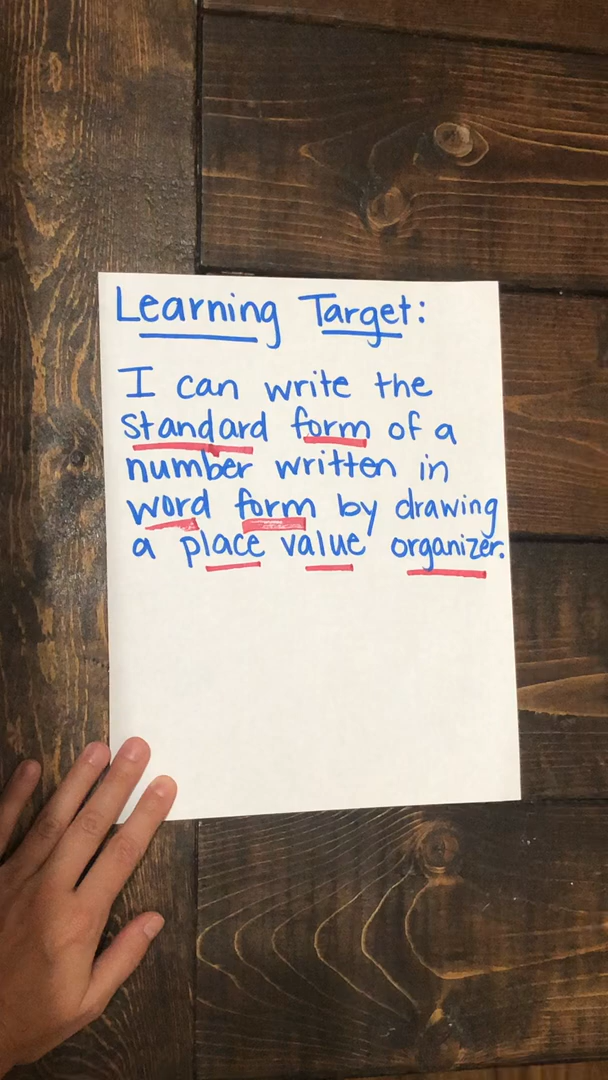 Learning Target:
I can write the
standard form of a
number written in
word form by drawing
a place value organizer.